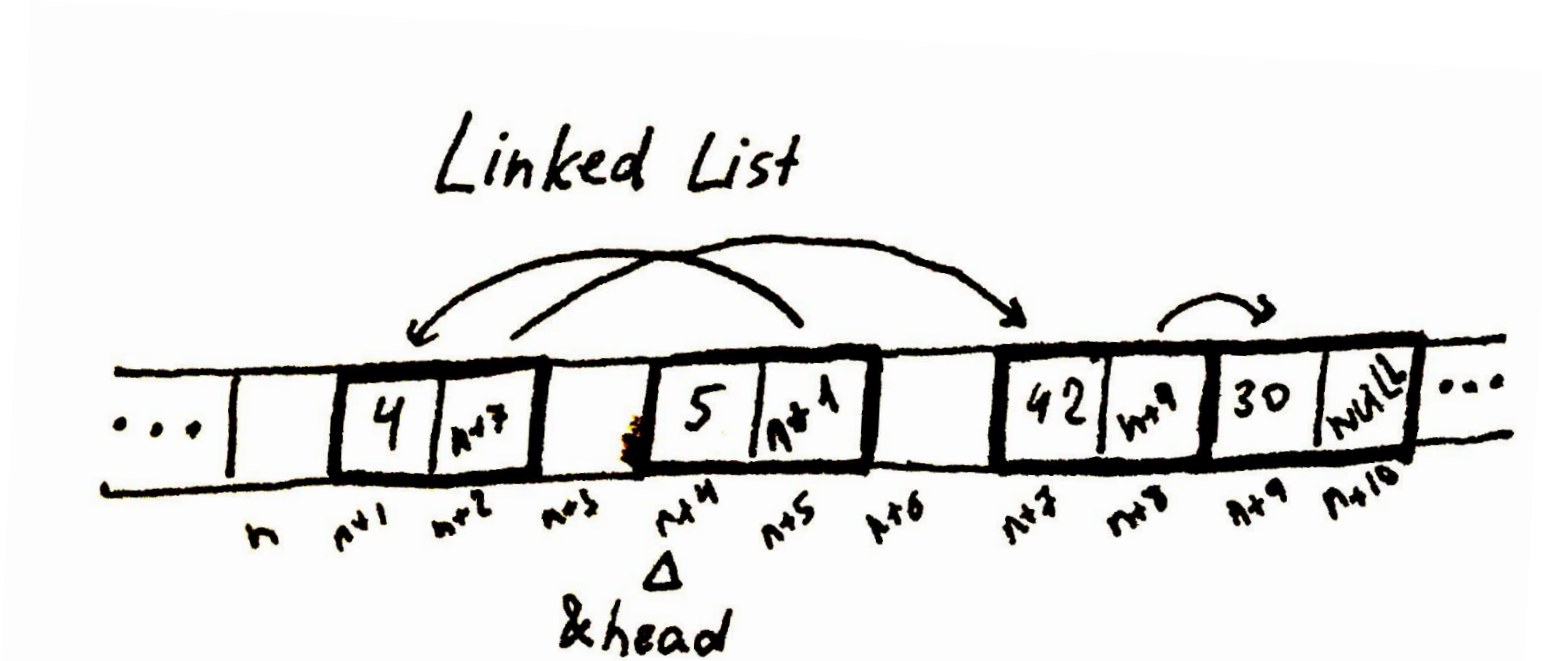 Linked List
... 4 n+7 5 n+1 42 n+9 30 NULL ...
n n+1 n+2 n+3 n+4 n+5 n+6 n+7 n+8 n+9 n+10
&head